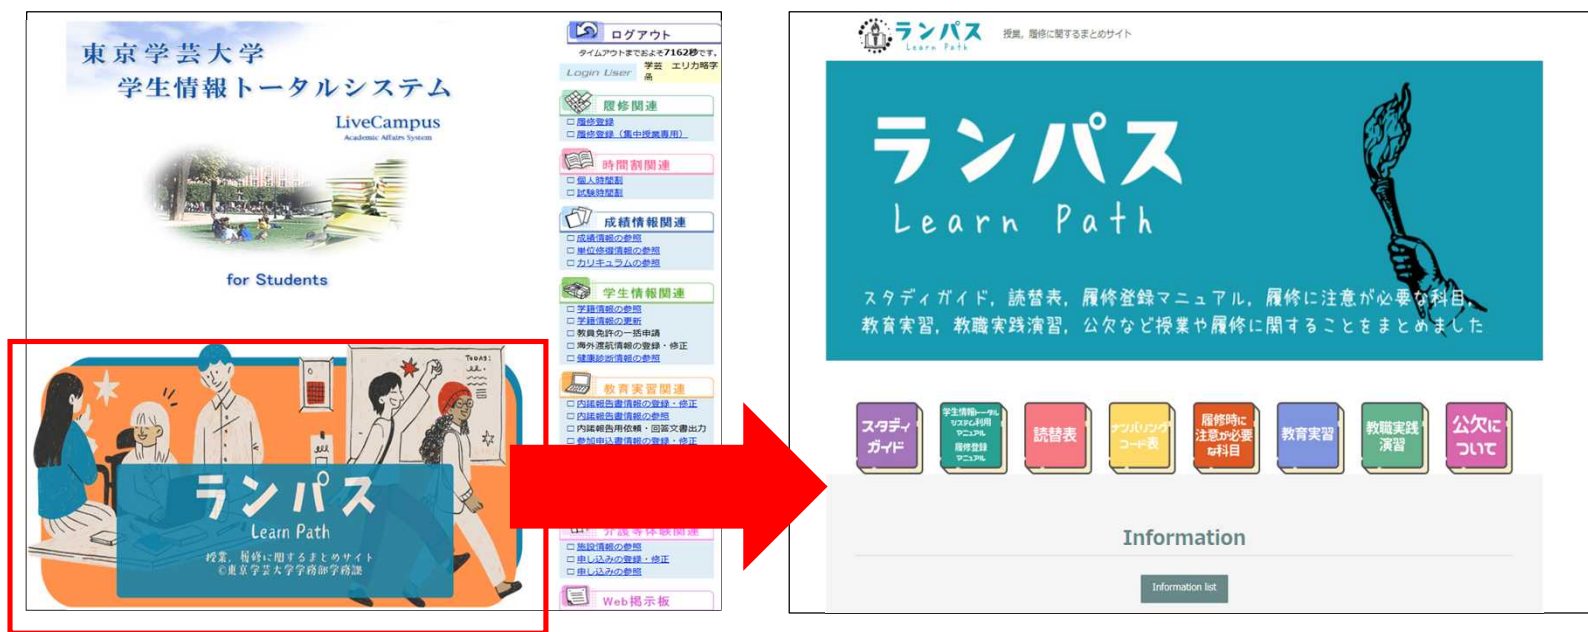 東京学芸大学
学生情報トータルシステム
LiveCampus
Academic Affairs System
for Students
TODAY:
ランパス
Learn Path
授業，履修に関するまとめサイト
©東京学芸大学学務部学務課
ログアウト
タイムアウトまでおよそ7162秒です。
Login User
学芸 エリカ略字
履修関連
履修登録
履修登録（集中授業専用）
時間割関連
個人時間割
試験時間割
成績情報関連
成績情報の参照
単位修得情報の参照
カリキュラムの参照
学生情報関連
学籍情報の参照
学籍情報の更新
教員免許の一括申請
海外渡航情報の登録・修正
健康診断情報の参照
教育実習関連
内諾報告書情報の登録・修正
内諾報告書情報の参照
内諾報告用依頼・回答文書出力
参加申込書情報の登録・修正
介護等体験関連
施設情報の参照
申し込みの登録・修正
申し込みの参照
Web掲示板
ランパス
Learn Path
授業，履修に関するまとめサイト
ランパス
Learn Path
スタディガイド，読替表，履修登録マニュアル，履修に注意が必要な科目，
教育実習，教職実践演習，公欠など授業や履修に関することをまとめました
スタディ
ガイド
学生情報トータル
システム利用
マニュアル
履修登録
マニュアル
読替表
ナンバリング
コード表
履修時に
注意が必要
な科目
教育実習
教職実践
演習
公欠に
ついて
Information
Information list